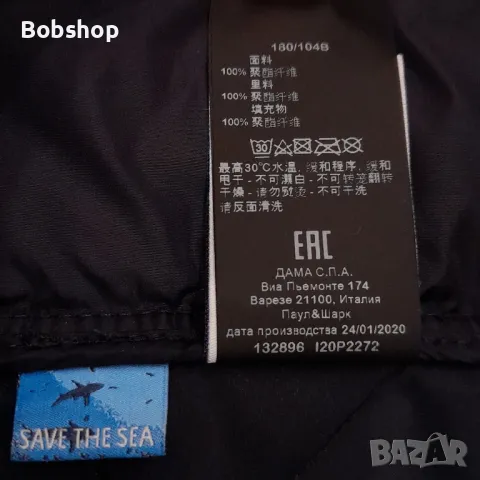 Bobshop
180/104B
面料
100% 聚酯纤维
里料
100% 聚酯纤维
填充物
100% 聚酯纤维
30
最高30℃水温, 缓和程序, 缓和
甩干 - 不可漂白 - 不可转笼翻转
干燥 - 请勿熨烫 - 不可干洗
请反面清洗
EAC
ДАМА С.П.А.
Виа Пьемонте 174
Варезе 21100, Италия
Паул&Шарк
дата производства 24/01/2020
132896 I20P2272
SAVE THE SEA
BAZAR